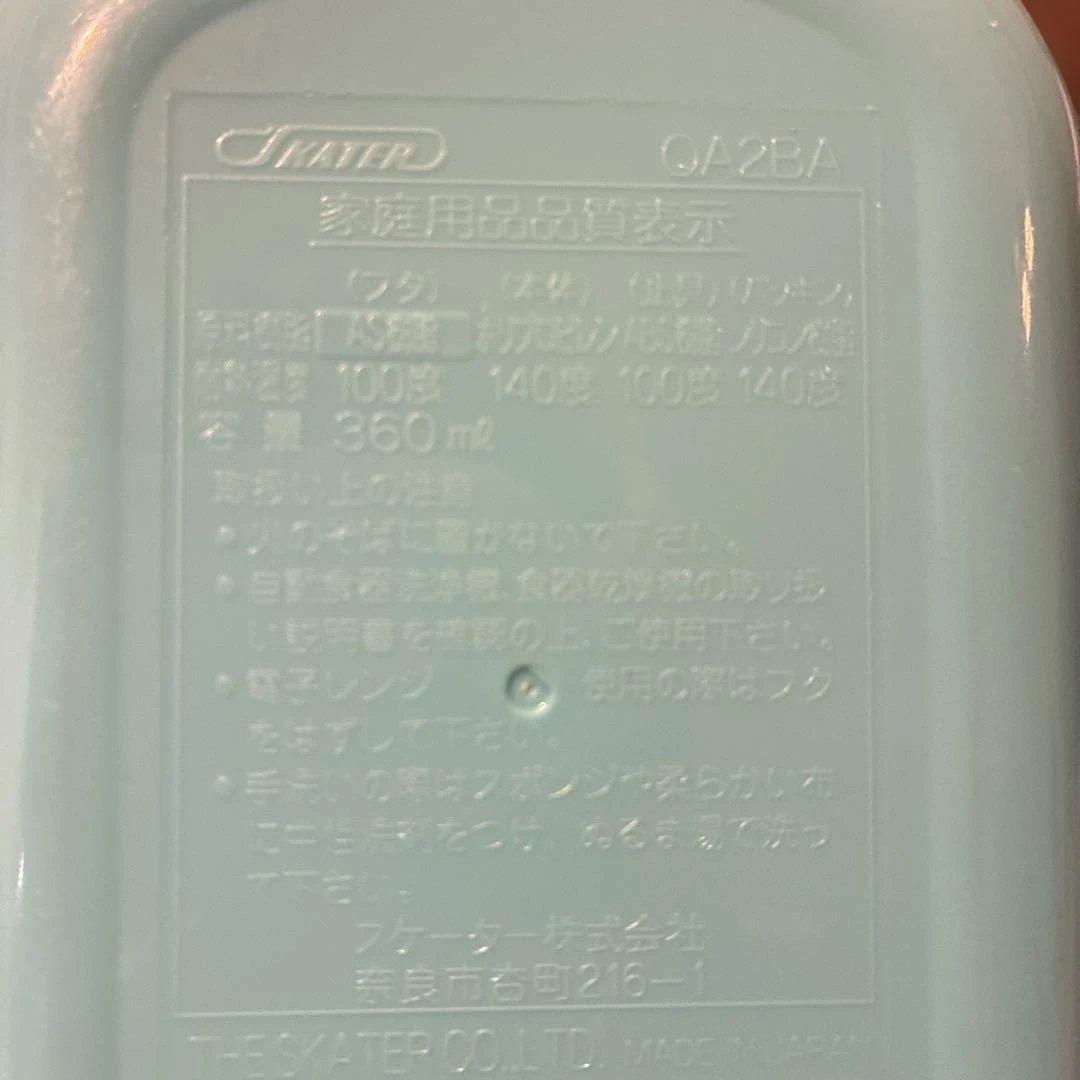 SKATER QA2BA
家庭用品品質表示
(フタ) (本体) (止具) (パッキン)
原料樹脂 AS樹脂 ポリプロピレン ABS樹脂 シリコン樹脂
耐熱温度 100度 140度 100度 140度
容量 360ml
取扱い上の注意
•火のそばに置かないで下さい。
•自動食器洗浄機、食器乾燥機の取り扱
い説明書を確認の上、ご使用下さい。
•電子レンジ 使用の際はフタ
をはずして下さい。
•手洗いの際はスポンジや柔らかい布
に中性洗剤をつけ、ぬるま湯で洗っ
て下さい。
スケーター株式会社
奈良市杏町216-1
THE SKATER CO.,LTD. MADE IN JAPAN